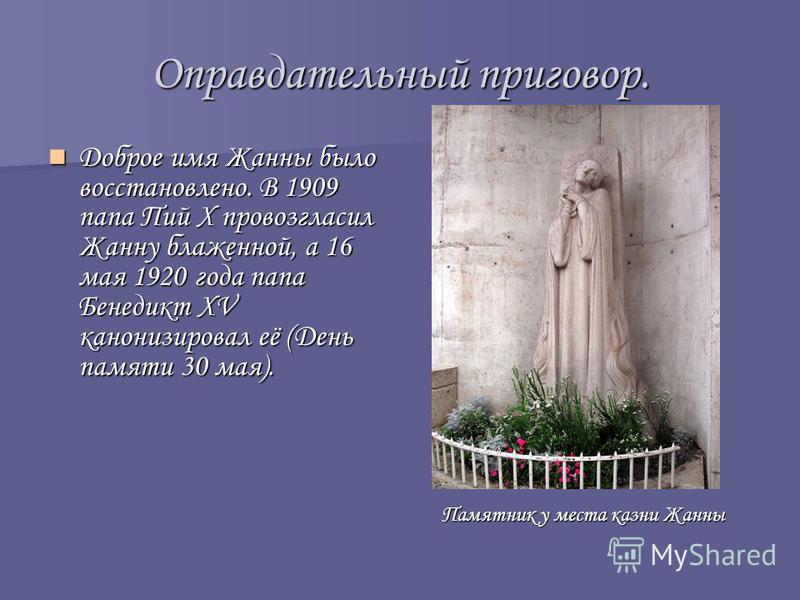 Оправдательный приговор.
Доброе имя Жанны было
восстановлено. В 1909
папа Пий X провозгласил
Жанну блаженной, а 16
мая 1920 года папа
Бенедикт XV
канонизировал её (День
памяти 30 мая).
Памятник у места казни Жанны
MyShared